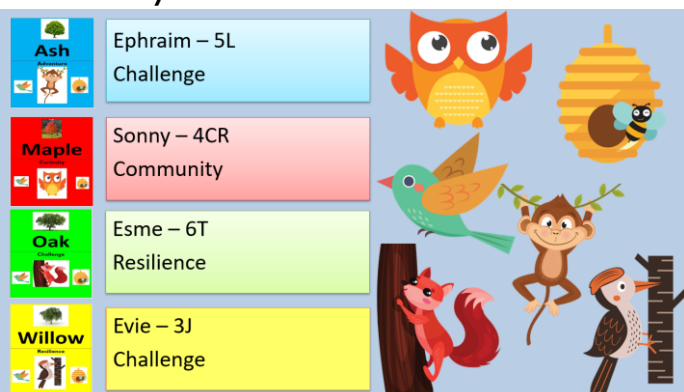 Ash
Adventure
Ephraim – 5L
Challenge
Maple
Curiosity
Sonny – 4CR
Community
Oak
Challenge
Esme – 6T
Resilience
Willow
Resilience
Evie – 3J
Challenge